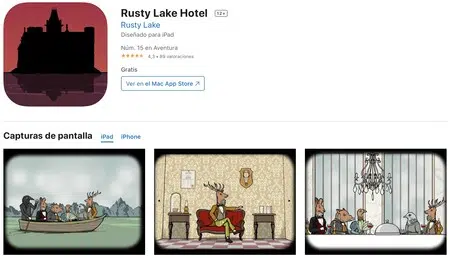 Rusty Lake Hotel 12+
Rusty Lake
Diseñado para iPad
Núm. 15 en Aventura
★★★★★ 4,3 • 89 valoraciones
Gratis
Ver en el Mac App Store ↗
Capturas de pantalla iPad iPhone